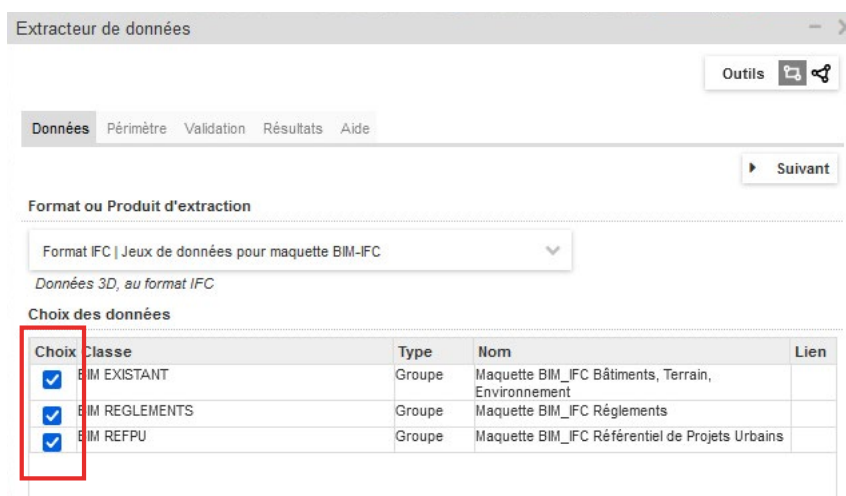 Extracteur de données
Outils
Données Périmètre Validation Résultats Aide
Suivant
Format ou Produit d'extraction
Format IFC | Jeux de données pour maquette BIM-IFC
Données 3D, au format IFC
Choix des données
Choix Classe Type Nom Lien
BIM EXISTANT Groupe Maquette BIM_IFC Bâtiments, Terrain,
Environnement
BIM REGLEMENTS Groupe Maquette BIM_IFC Réglements
BIM REFPU Groupe Maquette BIM_IFC Référentiel de Projets Urbains